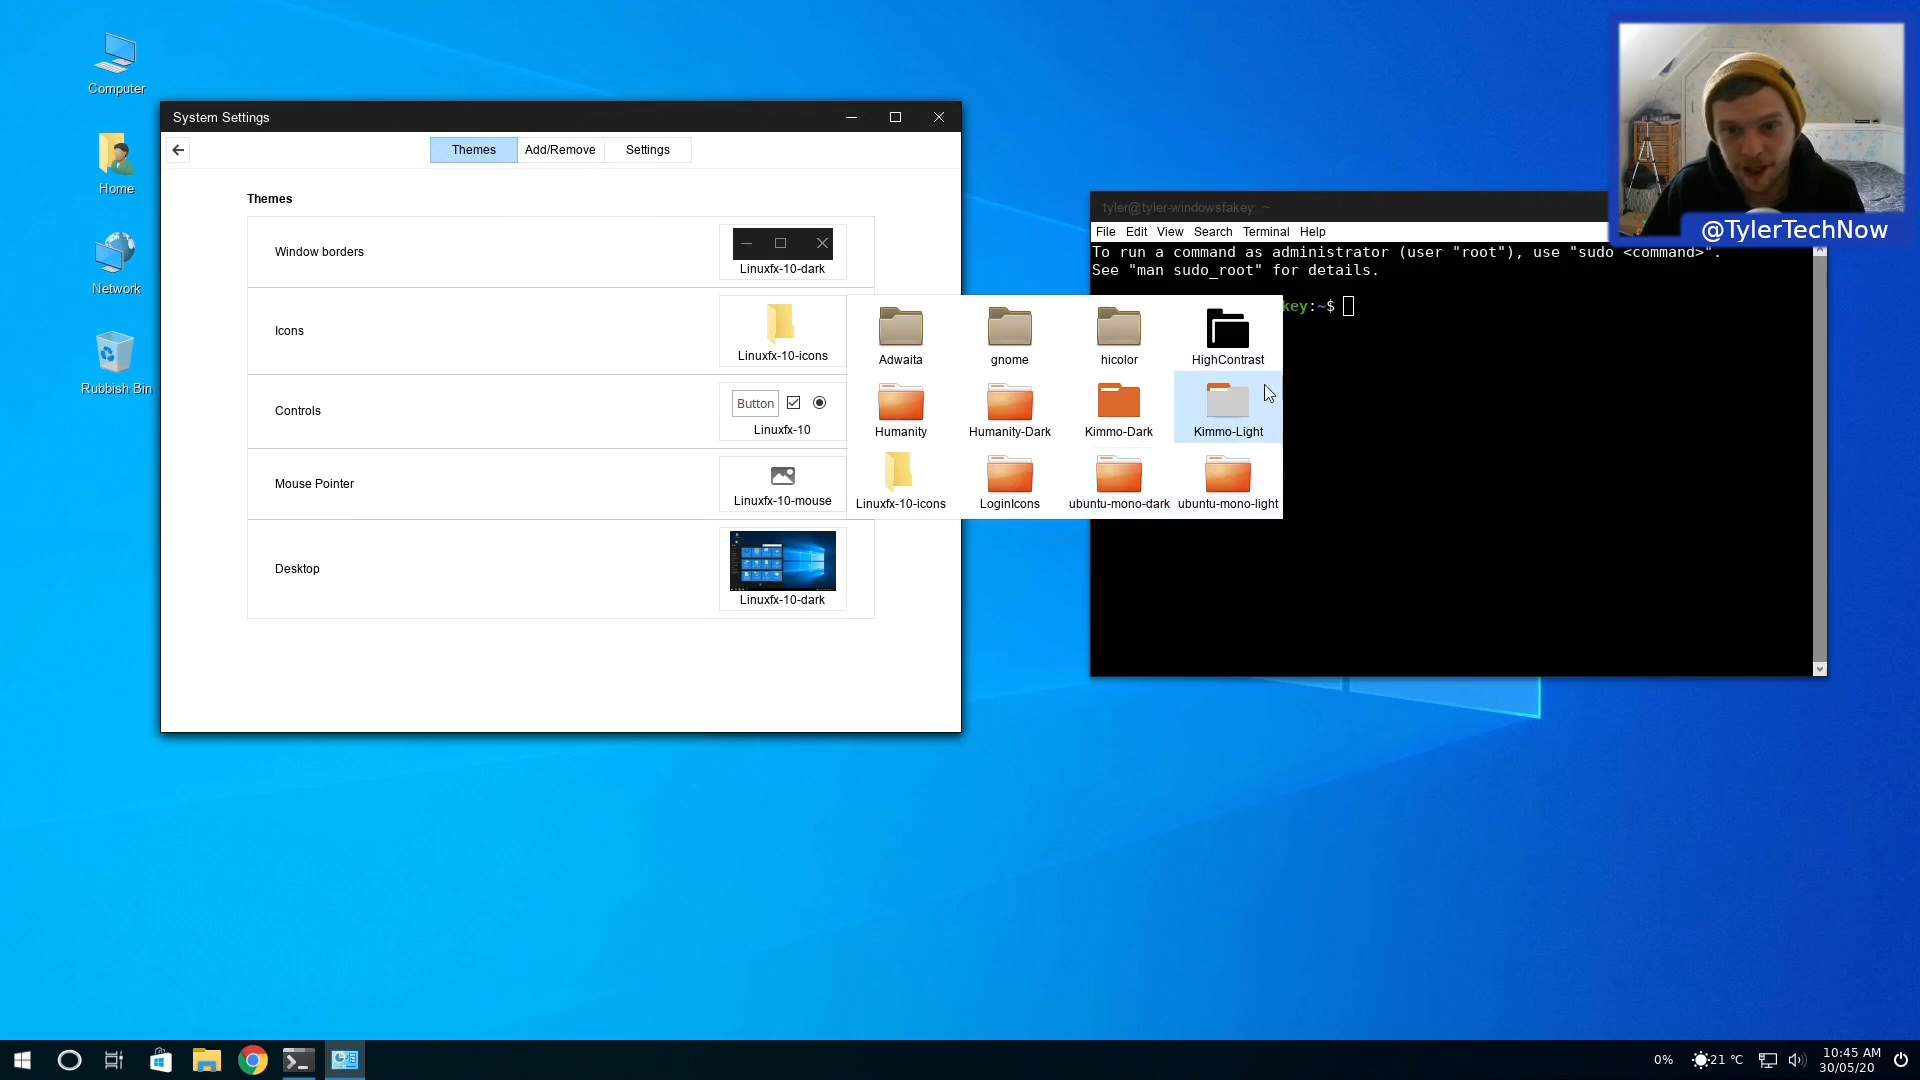 Computer
Home
Network
Rubbish Bin
System Settings
Themes
Add/Remove
Settings
Themes
Window borders
Linuxfx-10-dark
Icons
Linuxfx-10-icons
Controls
Button
Linuxfx-10
Mouse Pointer
Linuxfx-10-mouse
Desktop
Linuxfx-10-dark
Adwaita
gnome
hicolor
HighContrast
Humanity
Humanity-Dark
Kimmo-Dark
Kimmo-Light
Linuxfx-10-icons
LoginIcons
ubuntu-mono-dark
ubuntu-mono-light
tyler@tyler-windowsfakey: ~
File Edit View Search Terminal Help
To run a command as administrator (user "root"), use "sudo <command>".
See "man sudo_root" for details.
key:~$
@TylerTechNow
0%
21 °C
10:45 AM
30/05/20